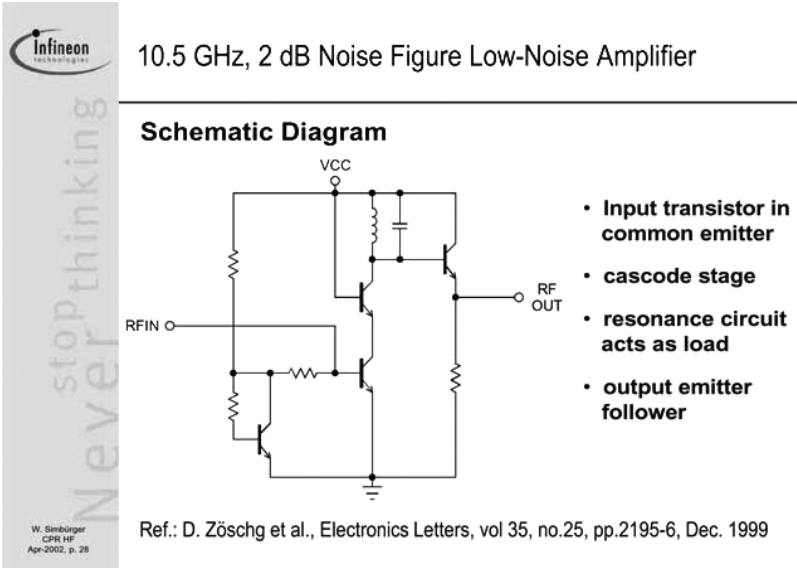 Infineon
technologies
10.5 GHz, 2 dB Noise Figure Low-Noise Amplifier
Never stop thinking
Schematic Diagram
VCC
RFIN
RF
OUT
• Input transistor in
common emitter
• cascode stage
• resonance circuit
acts as load
• output emitter
follower
W. Simbürger
CPR HF
Apr-2002, p. 28
Ref.: D. Zöschg et al., Electronics Letters, vol 35, no.25, pp.2195-6, Dec. 1999